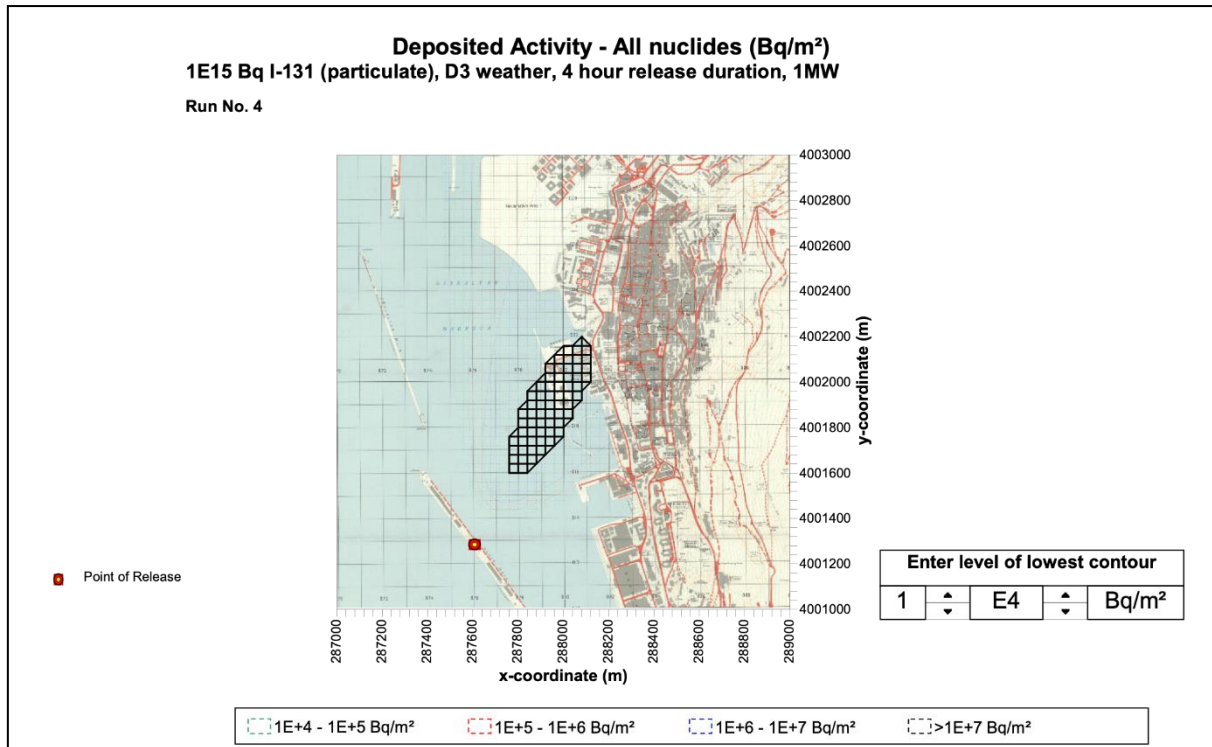 Deposited Activity - All nuclides (Bq/m²)
1E15 Bq I-131 (particulate), D3 weather, 4 hour release duration, 1MW
Run No. 4
4003000
4002800
4002600
4002400
4002200
4002000
4001800
4001600
4001400
4001200
4001000
y-coordinate (m)
287000
287200
287400
287600
287800
288000
288200
288400
288600
288800
289000
x-coordinate (m)
Point of Release
Enter level of lowest contour
1 E4 Bq/m²
1E+4 - 1E+5 Bq/m² 1E+5 - 1E+6 Bq/m² 1E+6 - 1E+7 Bq/m² >1E+7 Bq/m²